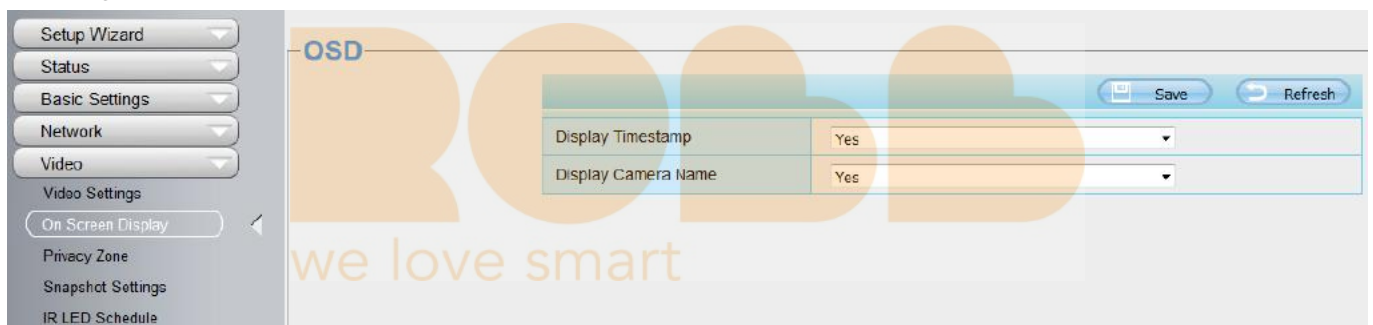 Setup Wizard
Status
Basic Settings
Network
Video
Video Settings
On Screen Display
Privacy Zone
Snapshot Settings
IR LED Schedule
OSD
Save Refresh
Display Timestamp Yes
Display Camera Name Yes
ROBB
we love smart